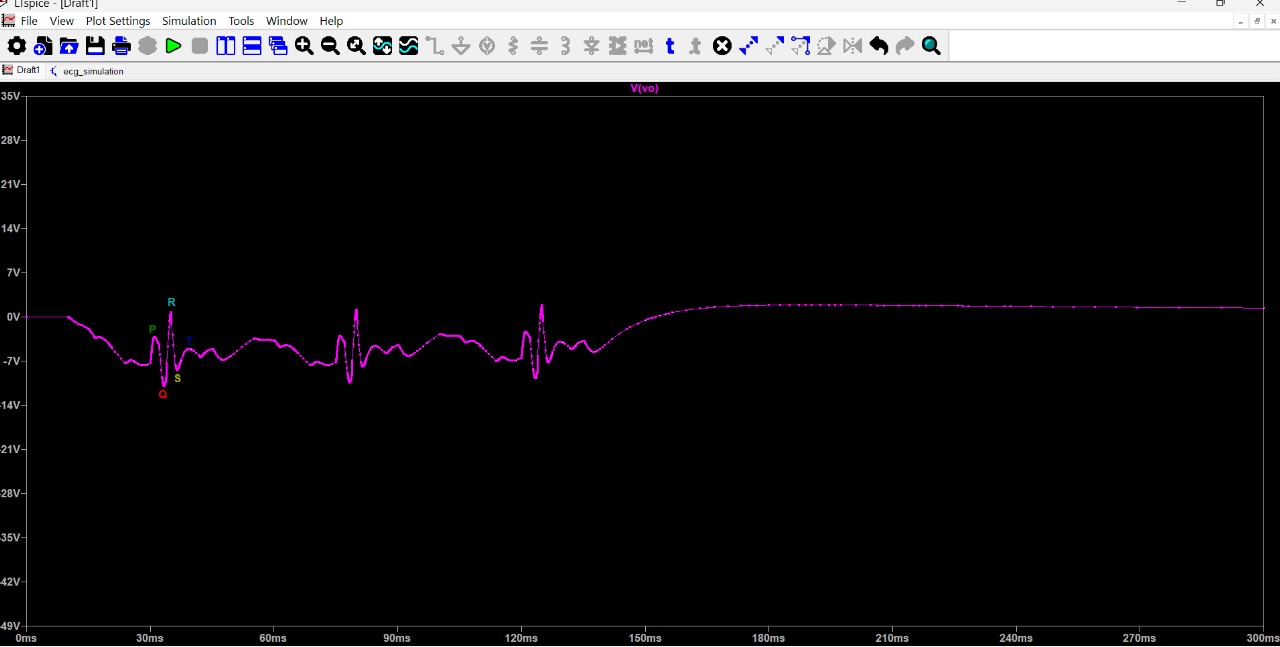 LTspice - [Draft1]
File View Plot Settings Simulation Tools Window Help
net t t
Draft1 ecg_simulation
V(vo)
35V
28V
21V
14V
7V
0V
-7V
-14V
-21V
-28V
-35V
-42V
-49V
R
P
T
S
Q
0ms 30ms 60ms 90ms 120ms 150ms 180ms 210ms 240ms 270ms 300ms